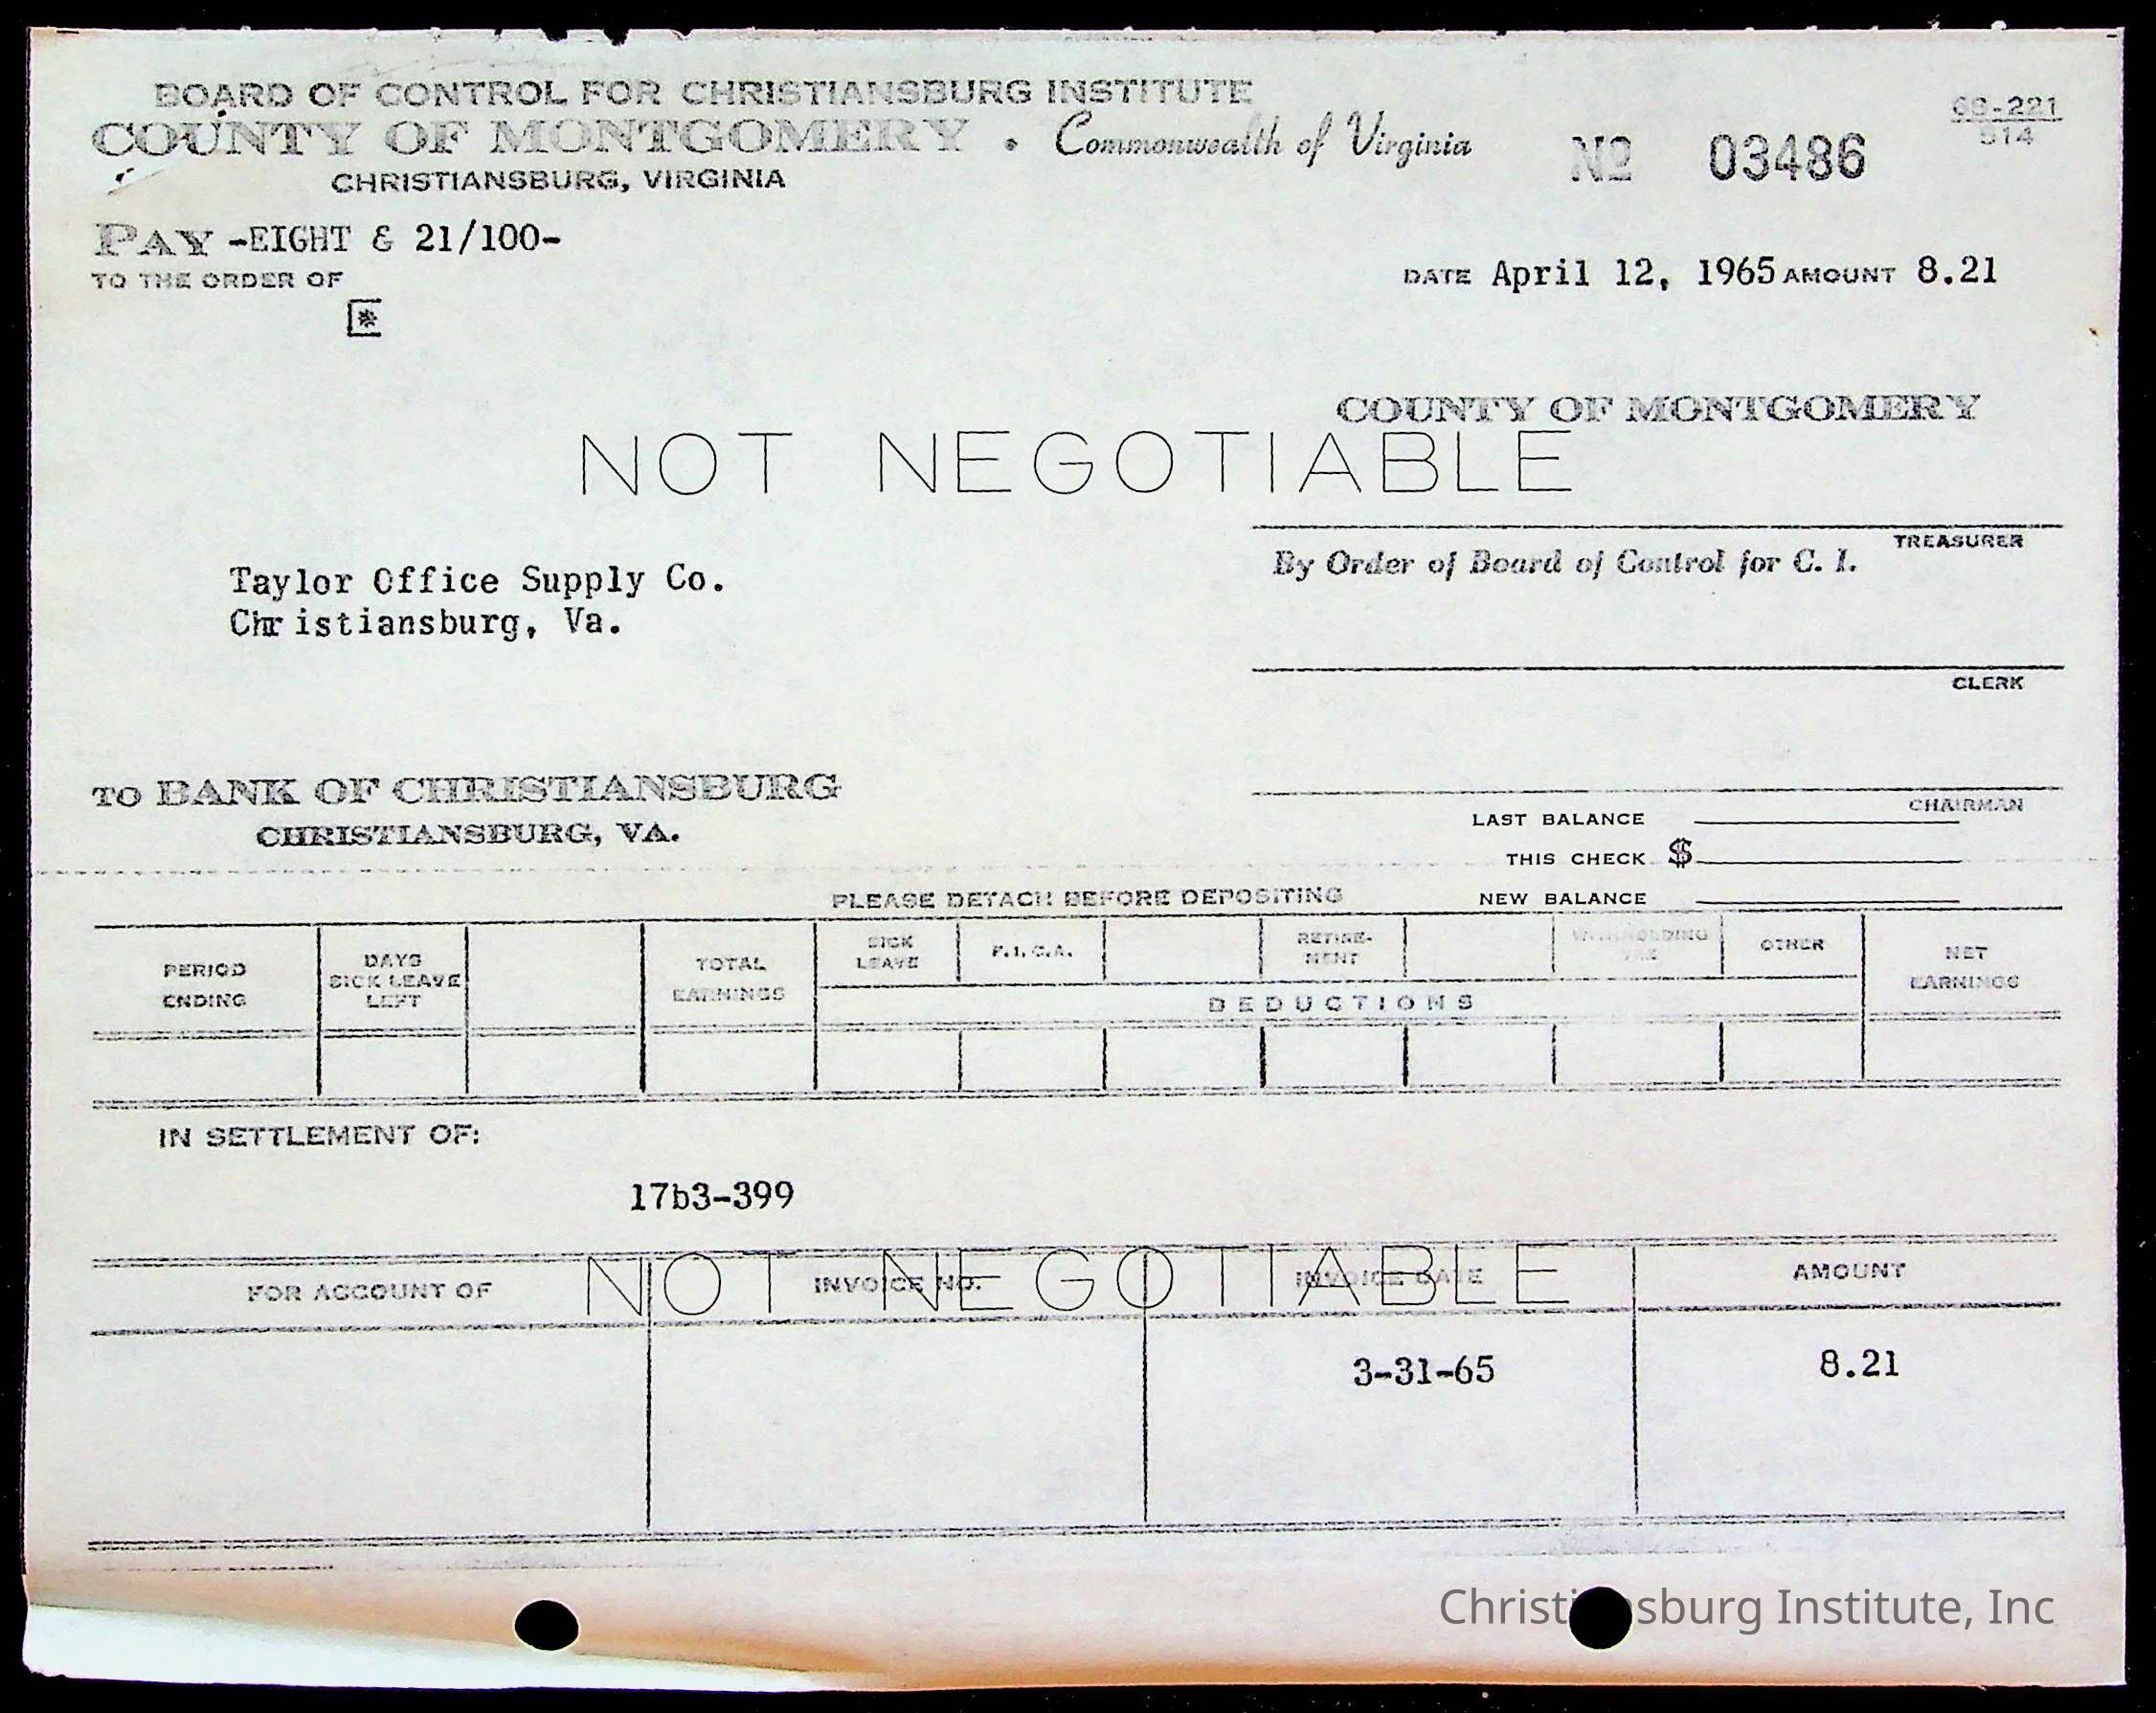 BOARD OF CONTROL FOR CHRISTIANSBURG INSTITUTE
COUNTY OF MONTGOMERY • Commonwealth of Virginia
CHRISTIANSBURG, VIRGINIA
No 03486
68-221
514
PAY -EIGHT & 21/100-
TO THE ORDER OF
DATE April 12, 1965 AMOUNT 8.21
*
COUNTY OF MONTGOMERY
NOT NEGOTIABLE
TREASURER
By Order of Board of Control for C. I.
Taylor Office Supply Co.
Christiansburg, Va.
CLERK
TO BANK OF CHRISTIANSBURG
CHRISTIANSBURG, VA.
CHAIRMAN
LAST BALANCE
THIS CHECK $
NEW BALANCE
PLEASE DETACH BEFORE DEPOSITING
PERIOD ENDING
DAYS SICK LEAVE LEFT
TOTAL EARNINGS
SICK LEAVE
F.I.C.A.
RETIRE-MENT
WITHHOLDING TAX
OTHER
NET EARNINGS
DEDUCTIONS
IN SETTLEMENT OF:
17b3-399
NOT NEGOTIABLE
FOR ACCOUNT OF INVOICE NO. INVOICE DATE AMOUNT
3-31-65 8.21
Christi sburg Institute, Inc